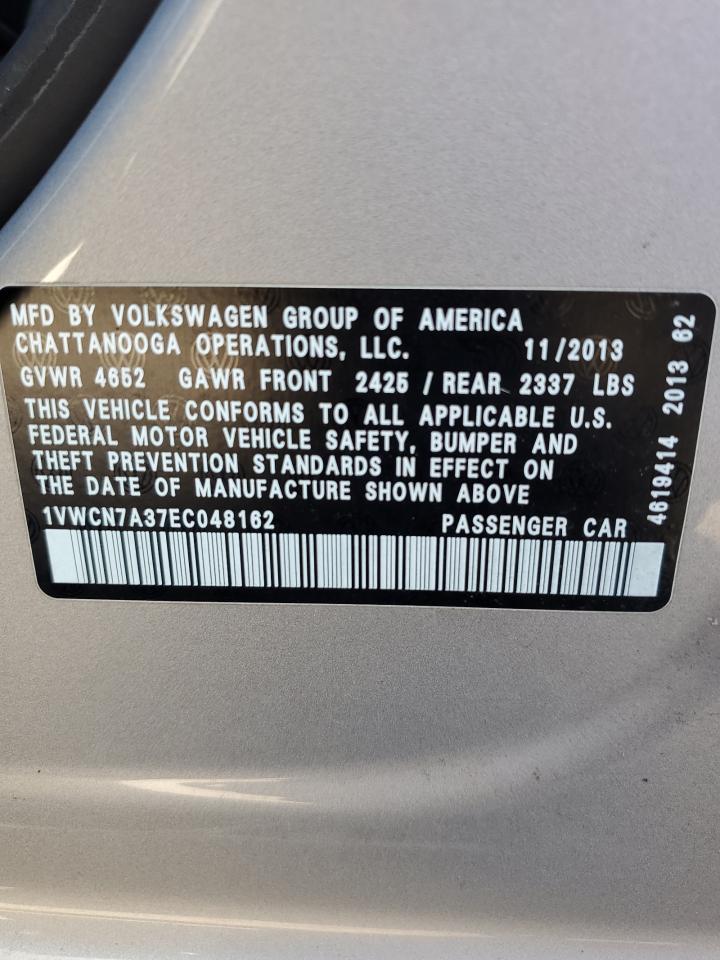 MFD BY VOLKSWAGEN GROUP OF AMERICA
CHATTANOOGA OPERATIONS, LLC. 11/2013
GVWR 4652 GAWR FRONT 2425 / REAR 2337 LBS
THIS VEHICLE CONFORMS TO ALL APPLICABLE U.S.
FEDERAL MOTOR VEHICLE SAFETY, BUMPER AND
THEFT PREVENTION STANDARDS IN EFFECT ON
THE DATE OF MANUFACTURE SHOWN ABOVE
1VWCN7A37EC048162 PASSENGER CAR
4619414 2013 62